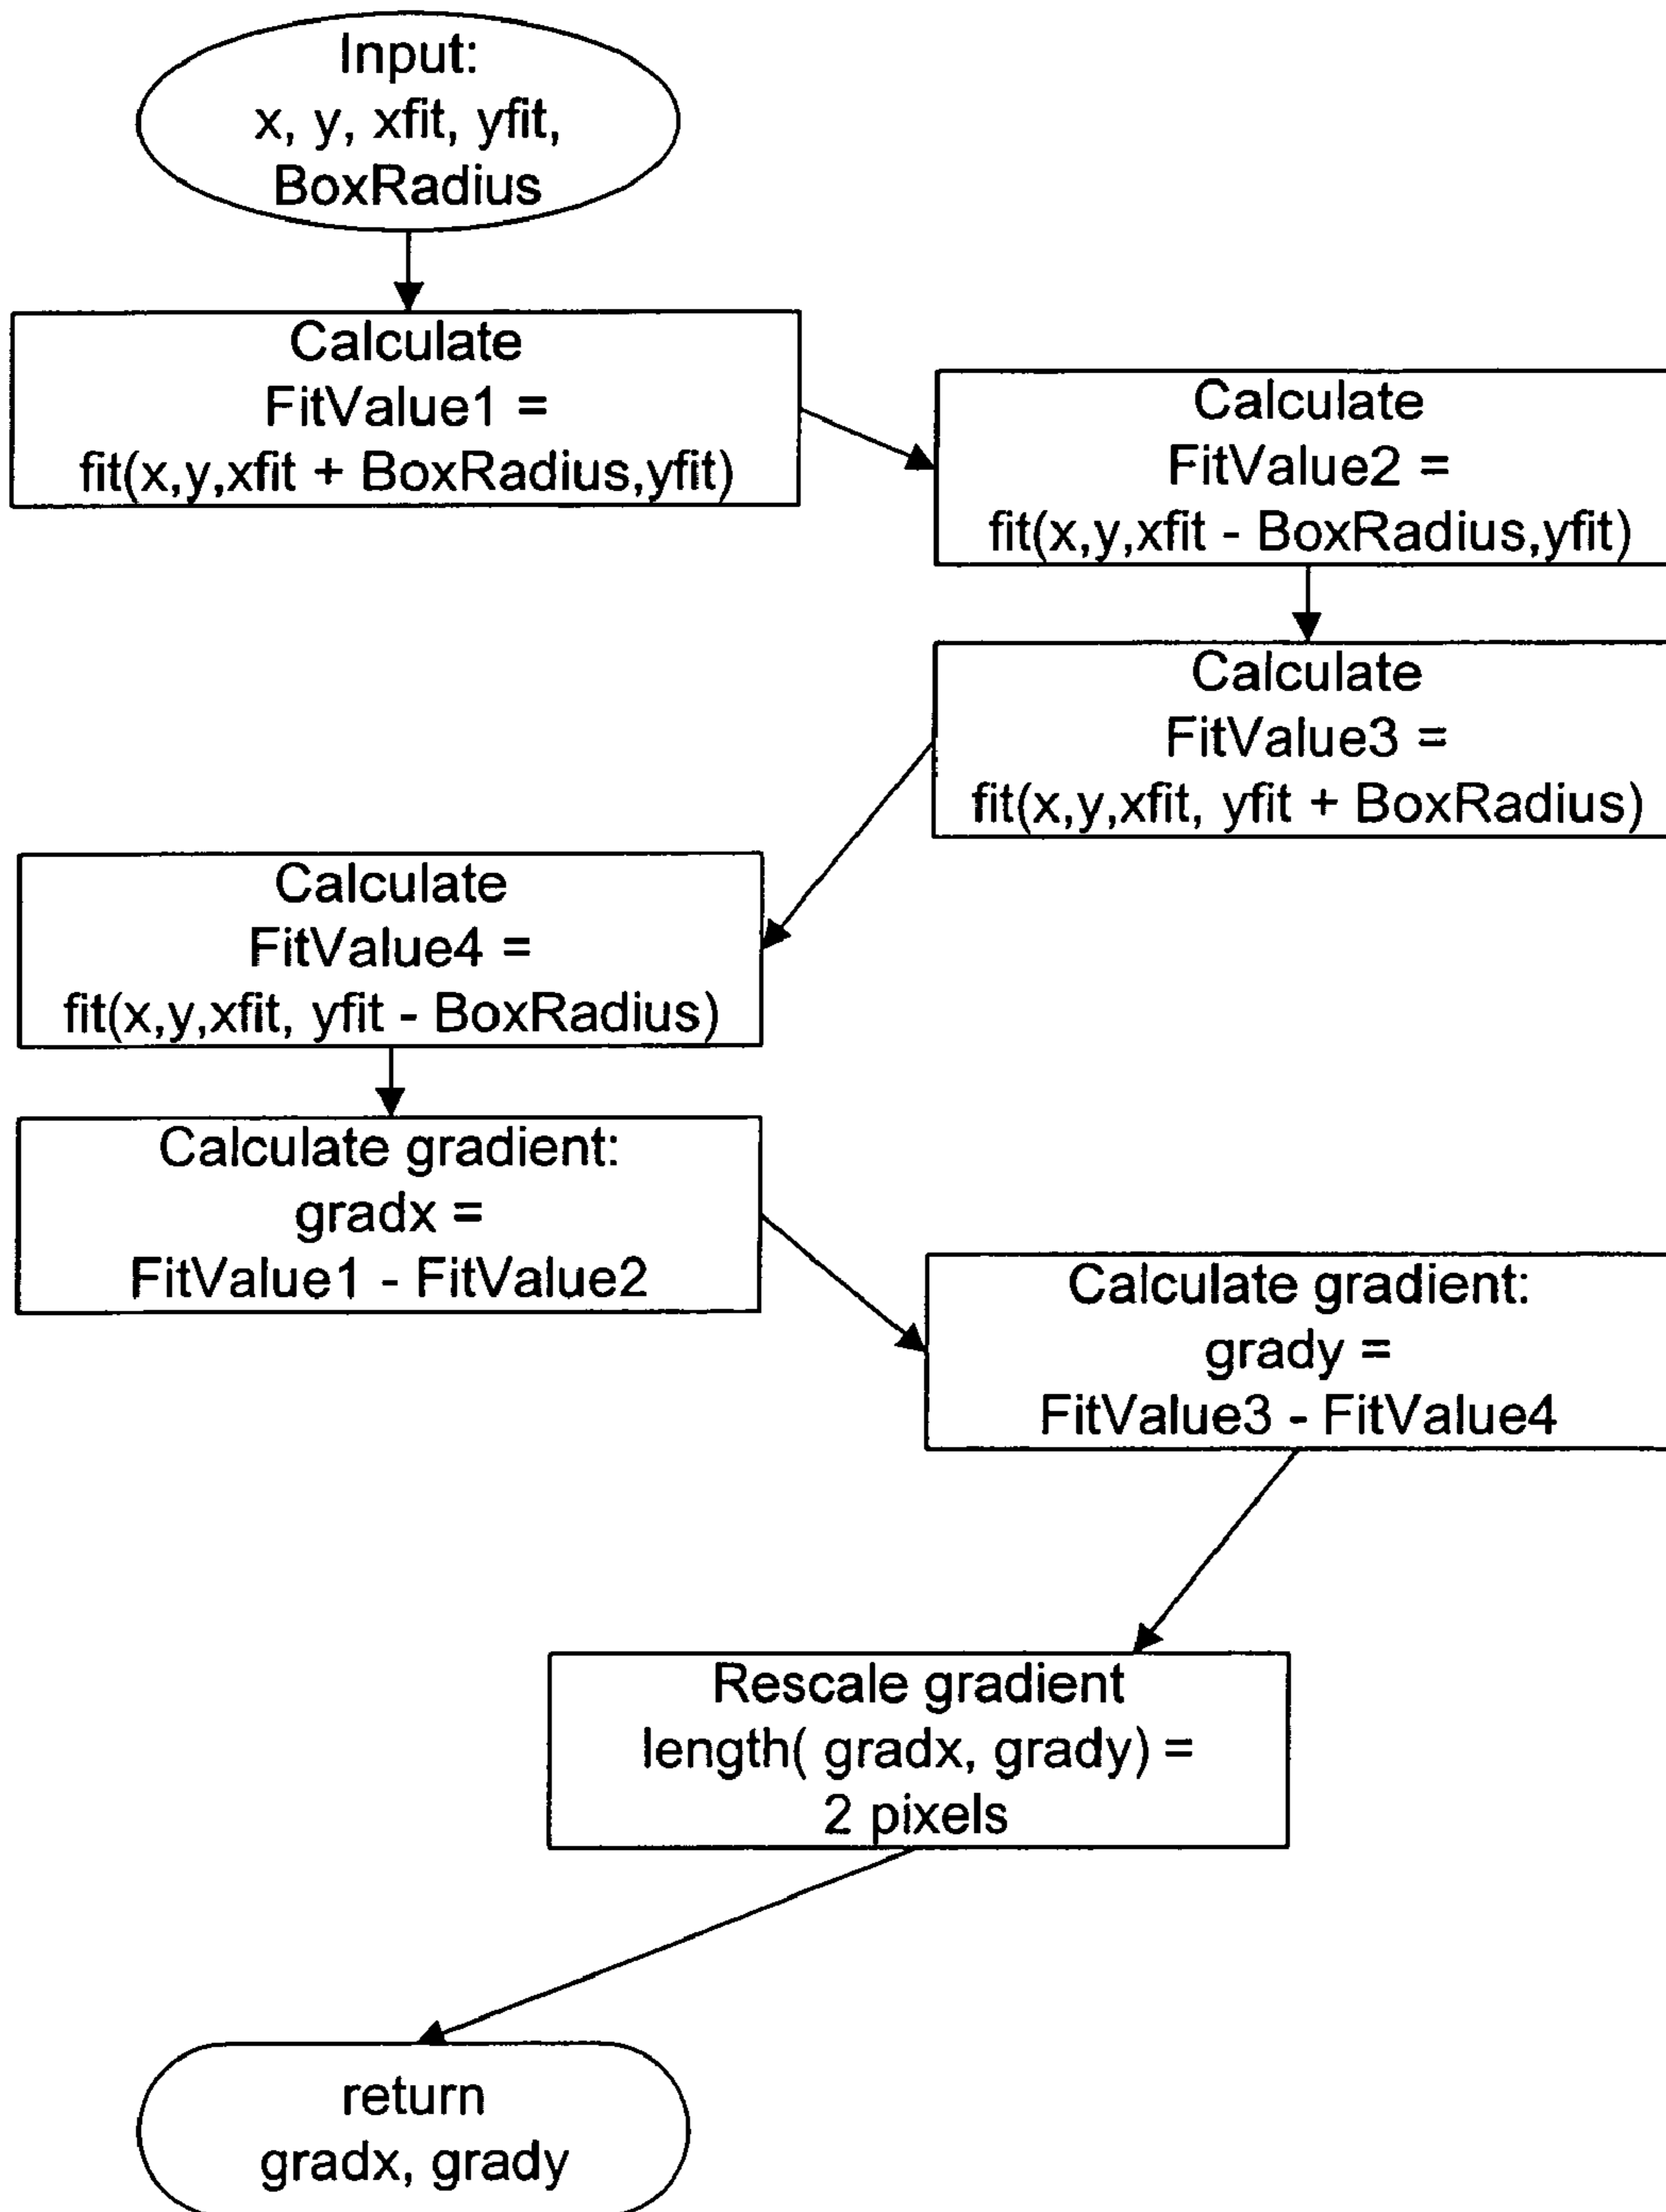 Input:
x, y, xfit, yfit,
BoxRadius
Calculate
FitValue1 =
fit(x,y,xfit + BoxRadius,yfit)
Calculate
FitValue2 =
fit(x,y,xfit - BoxRadius,yfit)
Calculate
FitValue3 =
fit(x,y,xfit, yfit + BoxRadius)
Calculate
FitValue4 =
fit(x,y,xfit, yfit - BoxRadius)
Calculate gradient:
gradx =
FitValue1 - FitValue2
Calculate gradient:
grady =
FitValue3 - FitValue4
Rescale gradient
length( gradx, grady) =
2 pixels
return
gradx, grady